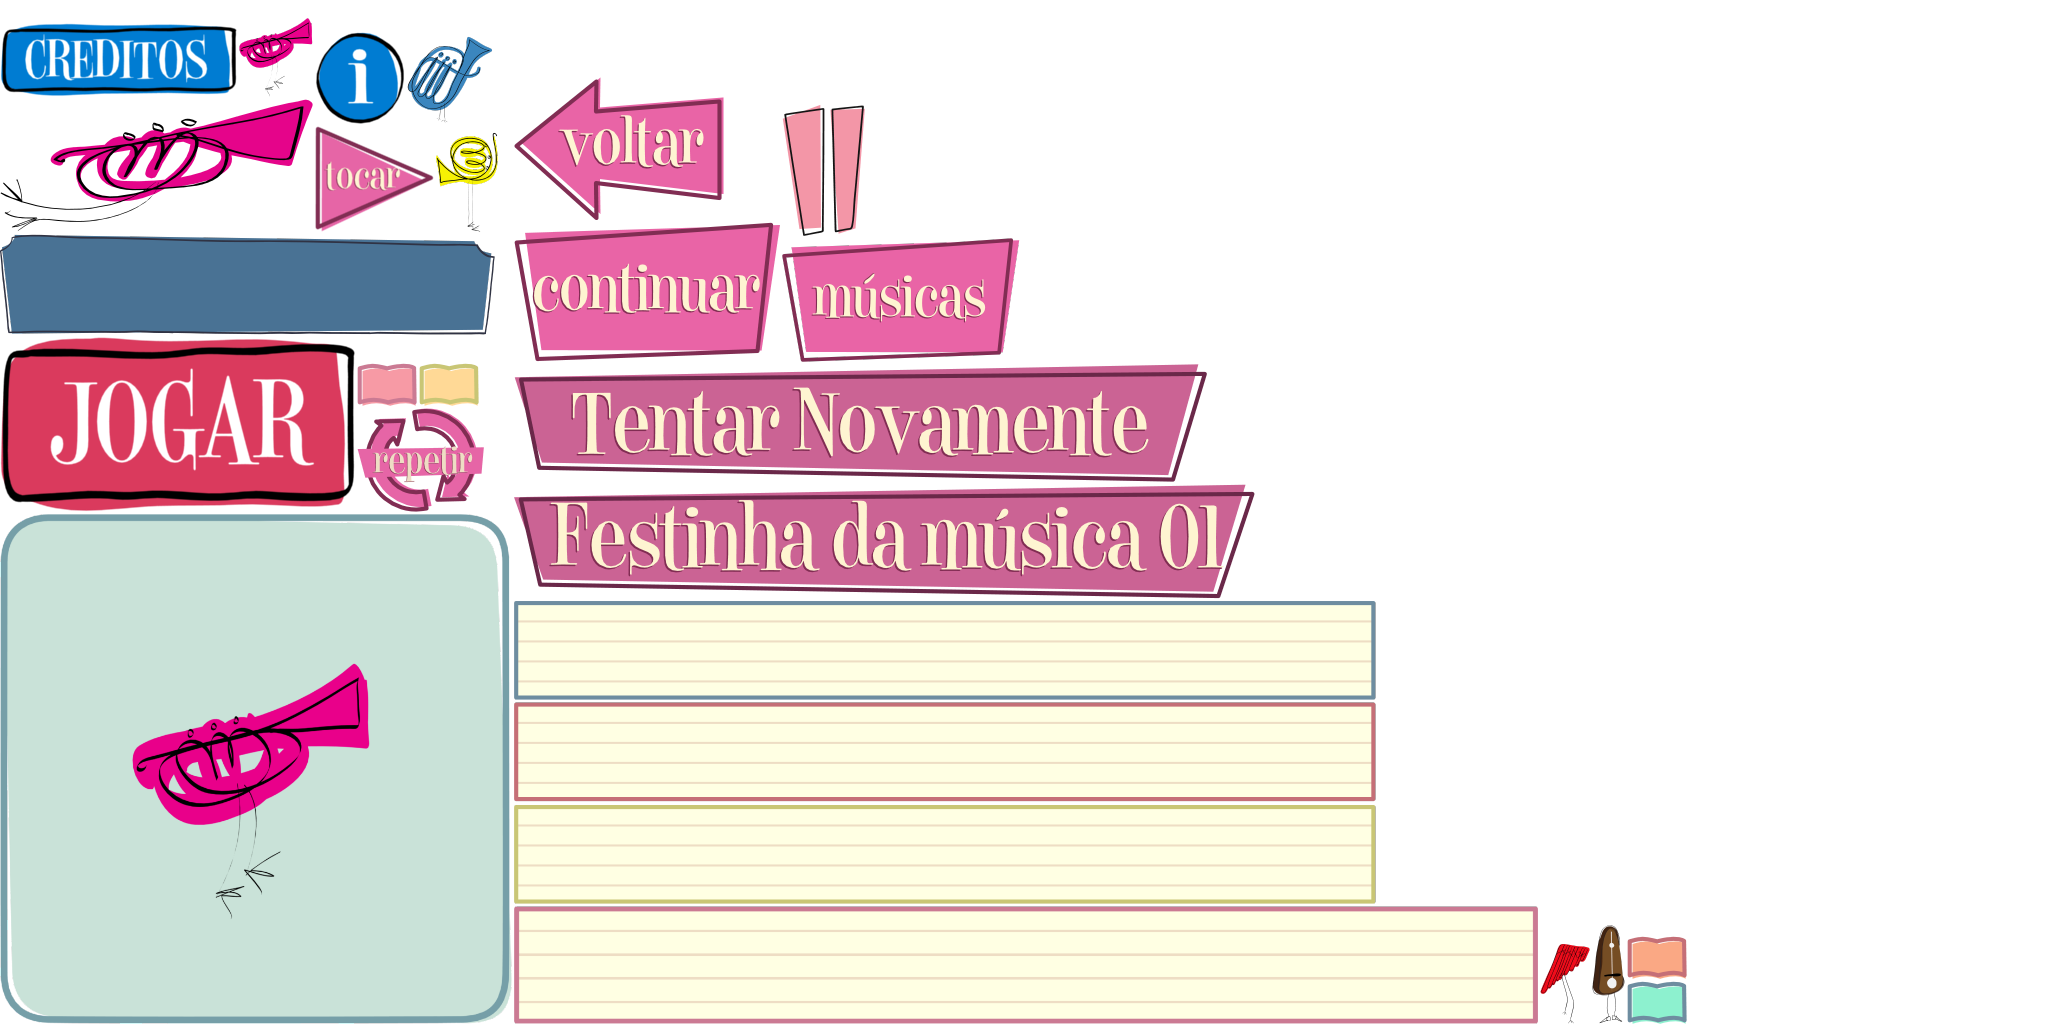 CREDITOS
i
voltar
tocar
continuar
músicas
JOGAR
Tentar Novamente
repetir
Festinha da música 01